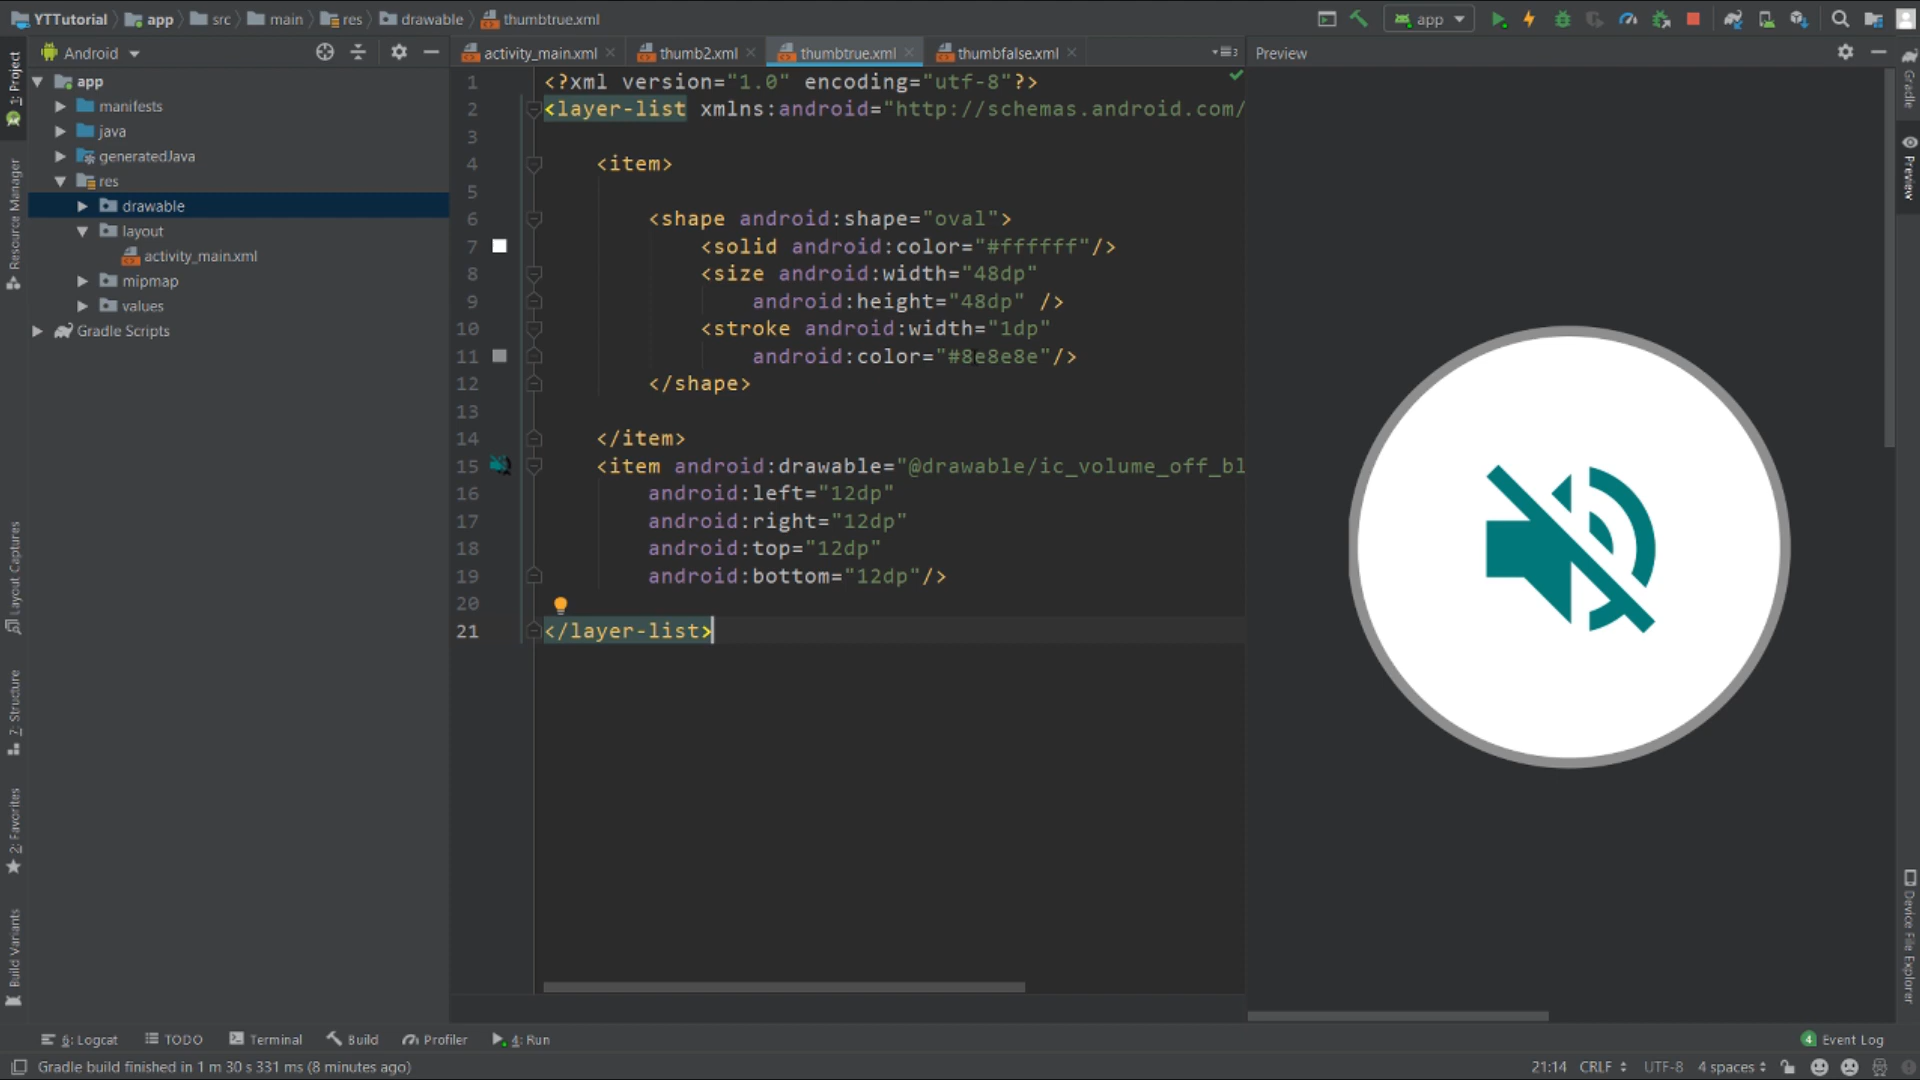 YTTutorial app src main res drawable thumbtrue.xml app
Android activity_main.xml thumb2.xml thumbtrue.xml thumbfalse.xml Preview
1: Project
Resource Manager
Layout Captures
7: Structure
2: Favorites
Build Variants
app
manifests
java
generatedJava
res
drawable
layout
activity_main.xml
mipmap
values
Gradle Scripts
1 <?xml version="1.0" encoding="utf-8"?>
2 <layer-list xmlns:android="http://schemas.android.com/
3
4 <item>
5
6 <shape android:shape="oval">
7 <solid android:color="#ffffff"/>
8 <size android:width="48dp"
9 android:height="48dp" />
10 <stroke android:width="1dp"
11 android:color="#8e8e8e"/>
12 </shape>
13
14 </item>
15 <item android:drawable="@drawable/ic_volume_off_bl
16 android:left="12dp"
17 android:right="12dp"
18 android:top="12dp"
19 android:bottom="12dp"/>
20
21 </layer-list>
Gradle
Preview
Device File Explorer
6: Logcat TODO Terminal Build Profiler 4: Run 4 Event Log
Gradle build finished in 1 m 30 s 331 ms (8 minutes ago) 21:14 CRLF UTF-8 4 spaces